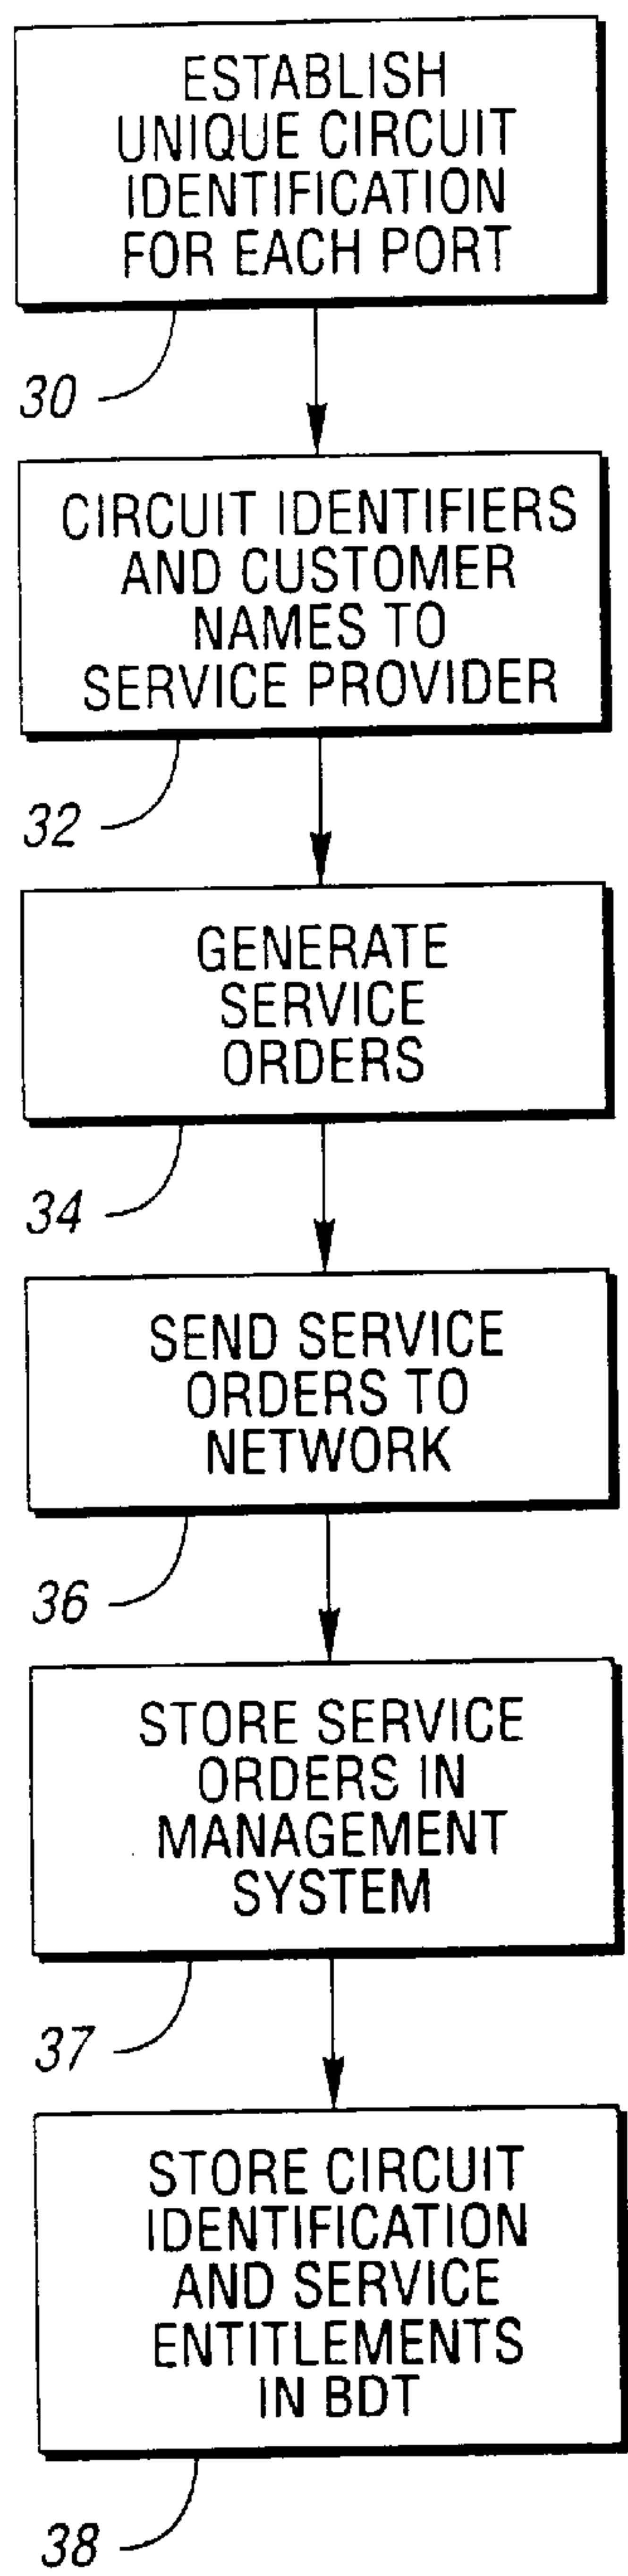 ESTABLISH
UNIQUE CIRCUIT
IDENTIFICATION
FOR EACH PORT
30
CIRCUIT IDENTIFIERS
AND CUSTOMER
NAMES TO
SERVICE PROVIDER
32
GENERATE
SERVICE
ORDERS
34
SEND SERVICE
ORDERS TO
NETWORK
36
STORE SERVICE
ORDERS IN
MANAGEMENT
SYSTEM
37
STORE CIRCUIT
IDENTIFICATION
AND SERVICE
ENTITLEMENTS
IN BDT
38